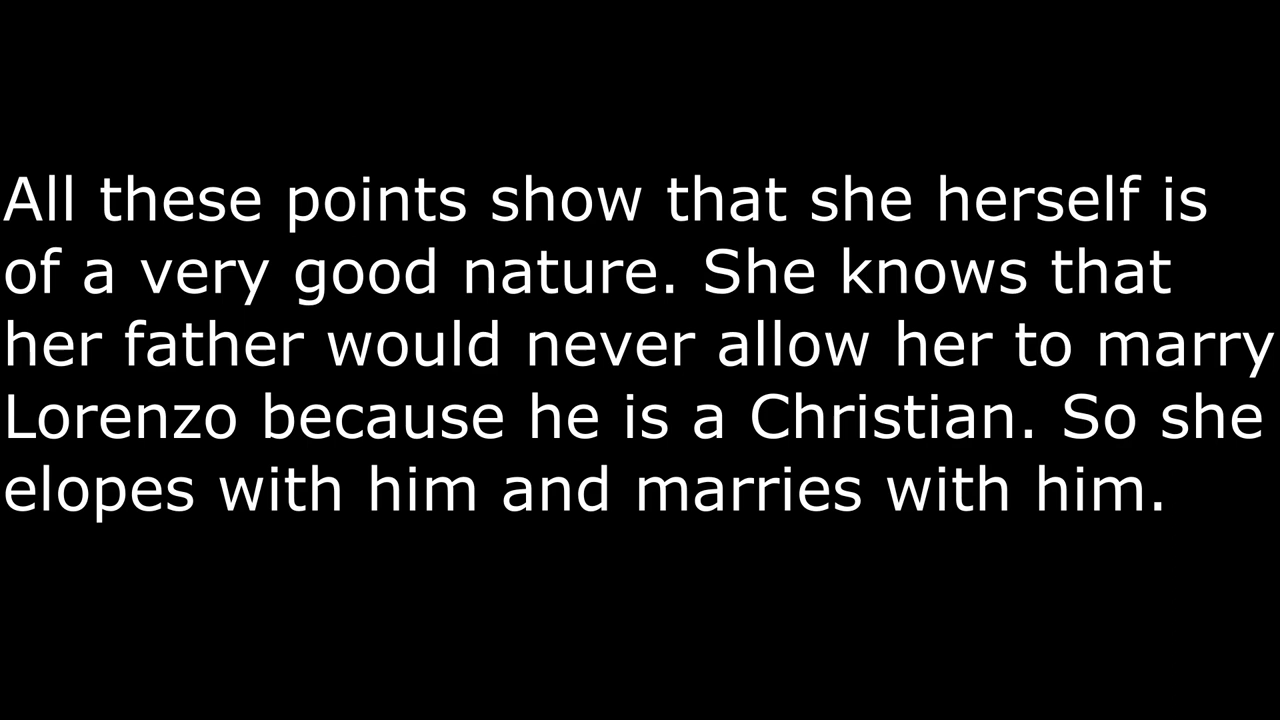 All these points show that she herself is
of a very good nature. She knows that
her father would never allow her to marry
Lorenzo because he is a Christian. So she
elopes with him and marries with him.